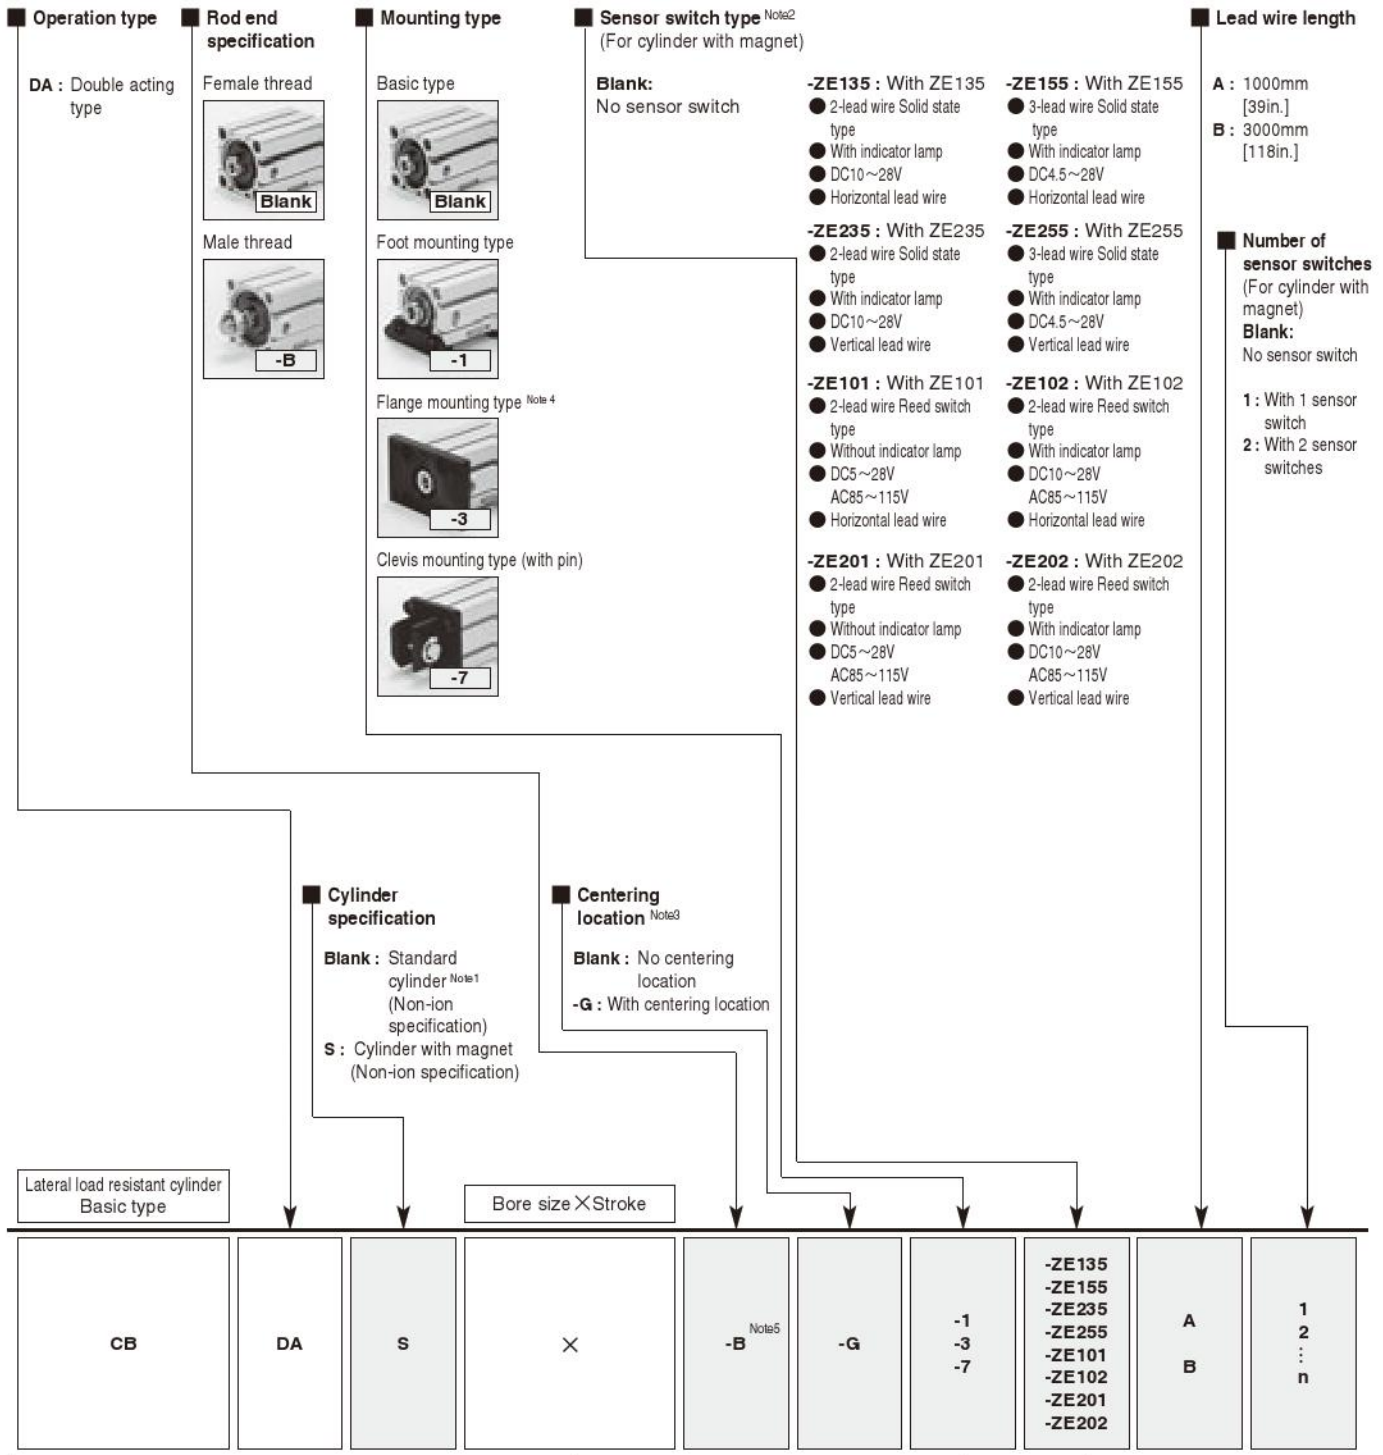 Operation type
DA : Double acting
type
Rod end
specification
Female thread
Blank
Male thread
-B
Mounting type
Basic type
Blank
Foot mounting type
-1
Flange mounting type Note 4
-3
Clevis mounting type (with pin)
-7
Sensor switch type Note2
(For cylinder with magnet)
Blank:
No sensor switch
-ZE135 : With ZE135
● 2-lead wire Solid state
type
● With indicator lamp
● DC10～28V
● Horizontal lead wire
-ZE155 : With ZE155
● 3-lead wire Solid state
type
● With indicator lamp
● DC4.5～28V
● Horizontal lead wire
-ZE235 : With ZE235
● 2-lead wire Solid state
type
● With indicator lamp
● DC10～28V
● Vertical lead wire
-ZE255 : With ZE255
● 3-lead wire Solid state
type
● With indicator lamp
● DC4.5～28V
● Vertical lead wire
-ZE101 : With ZE101
● 2-lead wire Reed switch
type
● Without indicator lamp
● DC5～28V
AC85～115V
● Horizontal lead wire
-ZE102 : With ZE102
● 2-lead wire Reed switch
type
● With indicator lamp
● DC10～28V
AC85～115V
● Horizontal lead wire
-ZE201 : With ZE201
● 2-lead wire Reed switch
type
● Without indicator lamp
● DC5～28V
AC85～115V
● Vertical lead wire
-ZE202 : With ZE202
● 2-lead wire Reed switch
type
● With indicator lamp
● DC10～28V
AC85～115V
● Vertical lead wire
Lead wire length
A : 1000mm
[39in.]
B : 3000mm
[118in.]
Number of
sensor switches
(For cylinder with
magnet)
Blank:
No sensor switch
1 : With 1 sensor
switch
2 : With 2 sensor
switches
Cylinder
specification
Blank : Standard
cylinder Note1
(Non-ion
specification)
S : Cylinder with magnet
(Non-ion specification)
Centering
location Note3
Blank : No centering
location
-G : With centering location
Lateral load resistant cylinder
Basic type
Bore size × Stroke
CB
DA
S
×
-B Note5
-G
-1
-3
-7
-ZE135
-ZE155
-ZE235
-ZE255
-ZE101
-ZE102
-ZE201
-ZE202
A
B
1
2
⋮
n